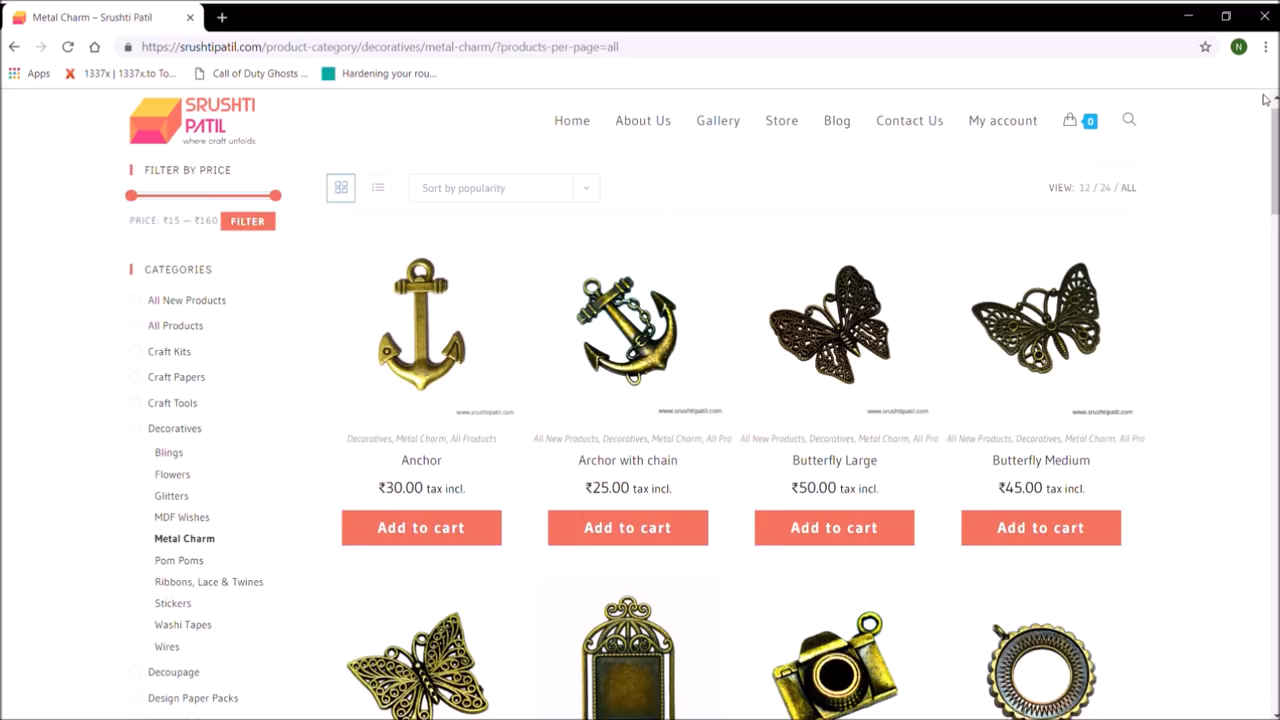 Metal Charm – Srushti Patil
https://srushtipatil.com/product-category/decoratives/metal-charm/?products-per-page=all
N
Apps
1337x | 1337x.to To...
Call of Duty Ghosts ...
Hardening your rou...
SRUSHTI
PATIL
where craft unfolds
Home
About Us
Gallery
Store
Blog
Contact Us
My account
0
FILTER BY PRICE
PRICE: ₹15 — ₹160
FILTER
Sort by popularity
VIEW: 12 / 24 / ALL
CATEGORIES
All New Products
All Products
Craft Kits
Craft Papers
Craft Tools
Decoratives
Blings
Flowers
Glitters
MDF Wishes
Metal Charm
Pom Poms
Ribbons, Lace & Twines
Stickers
Washi Tapes
Wires
Decoupage
Design Paper Packs
www.srushtipatil.com
Decoratives, Metal Charm, All Products
Anchor
₹30.00 tax incl.
Add to cart
www.srushtipatil.com
All New Products, Decoratives, Metal Charm, All Pro
Archor with chain
₹25.00 tax incl.
Add to cart
www.srushtipatil.com
All New Products, Decoratives, Metal Charm, All Pro
Butterfly Large
₹50.00 tax incl.
Add to cart
www.srushtipatil.com
All New Products, Decoratives, Metal Charm, All Pro
Butterfly Medium
₹45.00 tax incl.
Add to cart